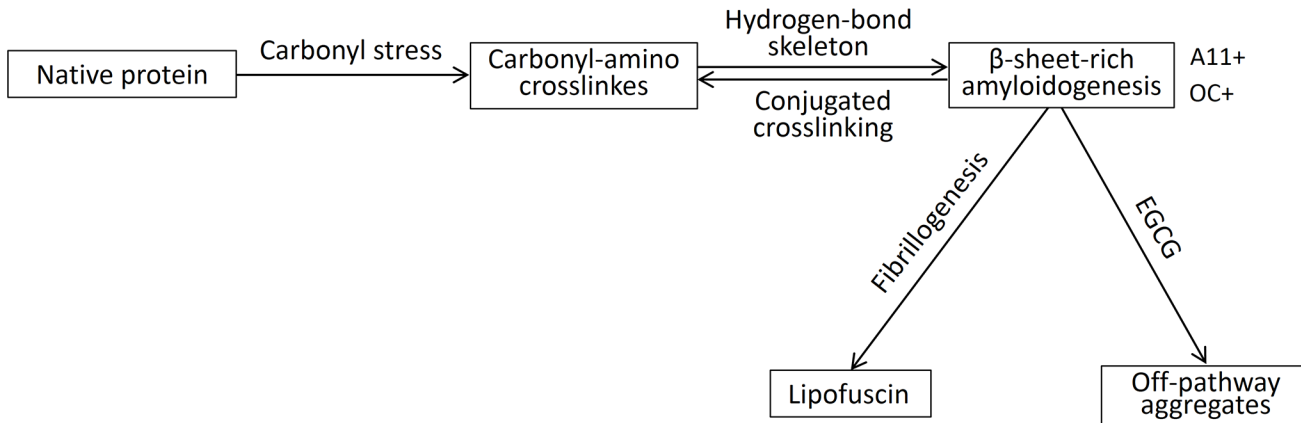 Native protein
Carbonyl stress
Carbonyl-amino
crosslinkes
Hydrogen-bond
skeleton
Conjugated
crosslinking
β-sheet-rich
amyloidogenesis
A11+
OC+
Fibrillogenesis
EGCG
Lipofuscin
Off-pathway
aggregates